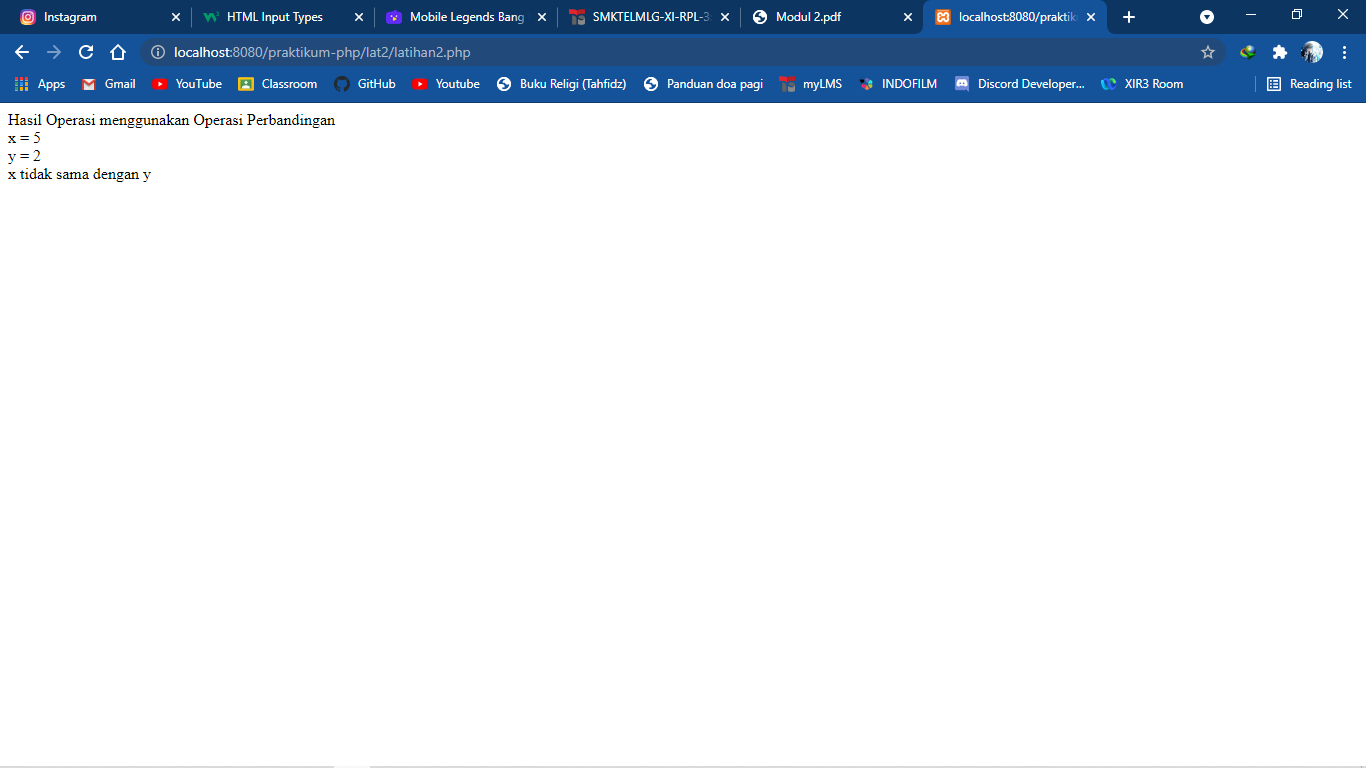 Instagram
HTML Input Types
Mobile Legends Bang
SMKTELMLG-XI-RPL-3
Modul 2.pdf
localhost:8080/praktik
localhost:8080/praktikum-php/lat2/latihan2.php
Apps
Gmail
YouTube
Classroom
GitHub
Youtube
Buku Religi (Tahfidz)
Panduan doa pagi
myLMS
INDOFILM
Discord Developer...
XIR3 Room
Reading list
Hasil Operasi menggunakan Operasi Perbandingan
x = 5
y = 2
x tidak sama dengan y